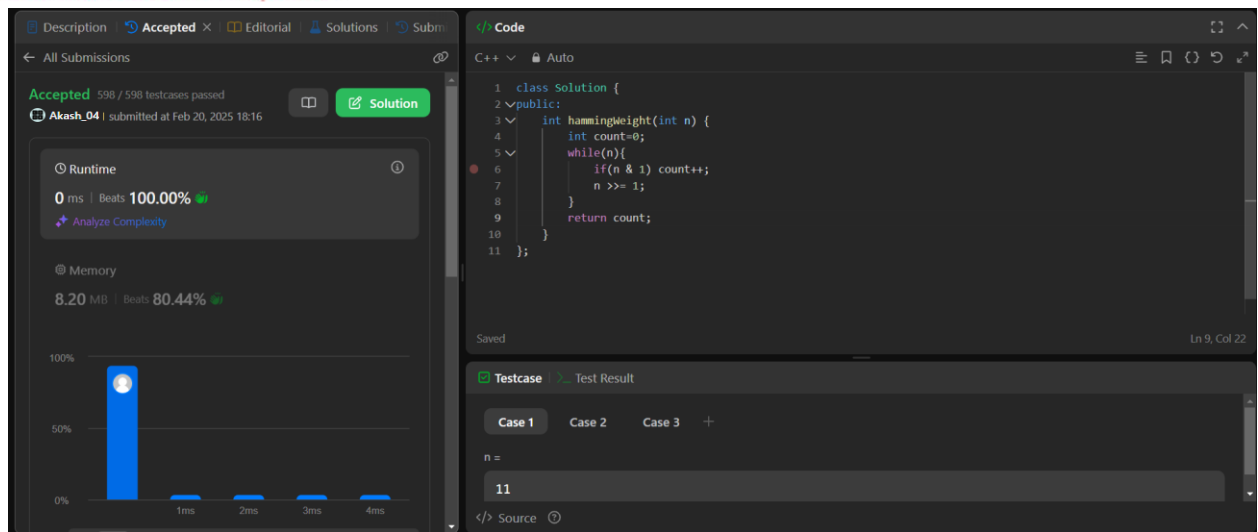 Description
Accepted
Editorial
Solutions
Subm
All Submissions
Accepted 598 / 598 testcases passed
Akash_04 submitted at Feb 20, 2025 18:16
Solution
Runtime
0 ms | Beats 100.00%
Analyze Complexity
Memory
8.20 MB | Beats 80.44%
100%
50%
0%
1ms 2ms 3ms 4ms
</> Code
C++ Auto
1 class Solution {
2 public:
3 int hammingWeight(int n) {
4 int count=0;
5 while(n){
6 if(n & 1) count++;
7 n >>= 1;
8 }
9 return count;
10 }
11 };
Saved
Ln 9, Col 22
Testcase | >_ Test Result
Case 1 Case 2 Case 3 +
n =
11
</> Source ?